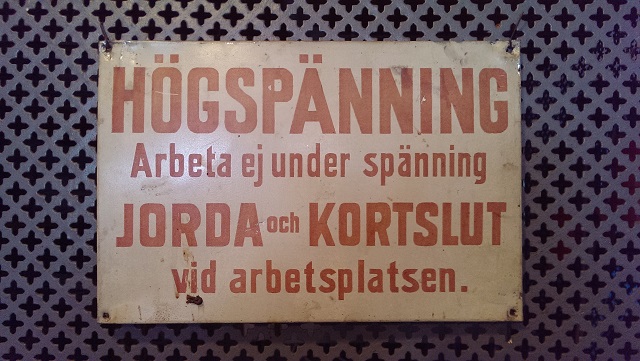 HÖGSPÄNNING
Arbeta ej under spänning
JORDA och KORTSLUT
vid arbetsplatsen.